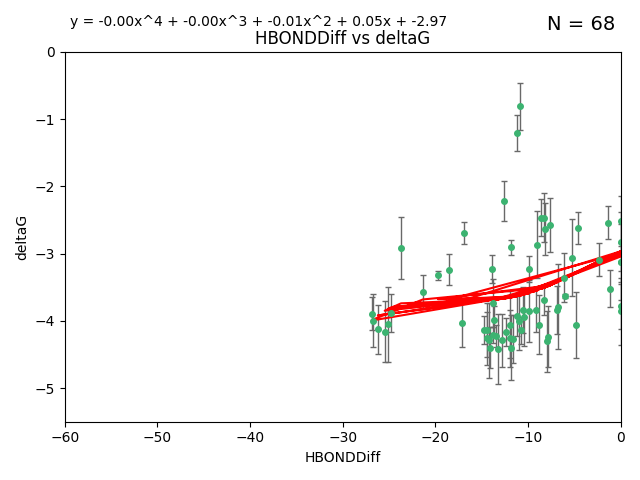 y = -0.00x^4 + -0.00x^3 + -0.01x^2 + 0.05x + -2.97
N = 68
HBONDDiff vs deltaG
0
−1
−2
−3
−4
−5
deltaG
−60 −50 −40 −30 −20 −10 0
HBONDDiff